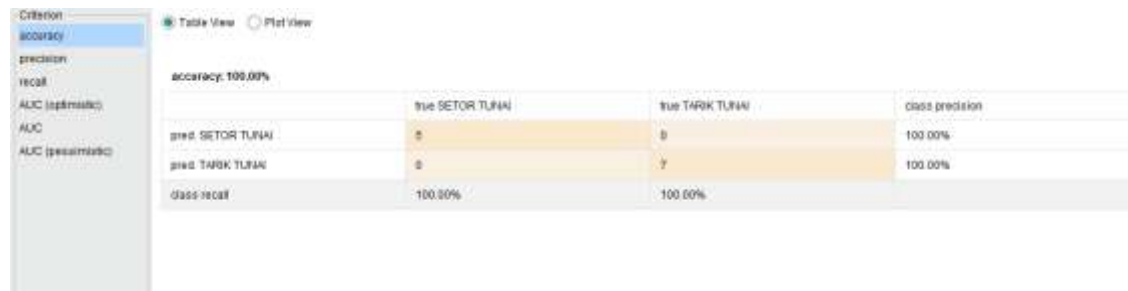 Criterion
accuracy
precision
recall
AUC (optimistic)
AUC
AUC (pessimistic)
Table View Plot View
accuracy: 100.00%
true SETOR TUNAI true TARIK TUNAI class precision
pred. SETOR TUNAI 0 100.00%
pred. TARIK TUNAI 0 7 100.00%
class recall 100.00% 100.00%